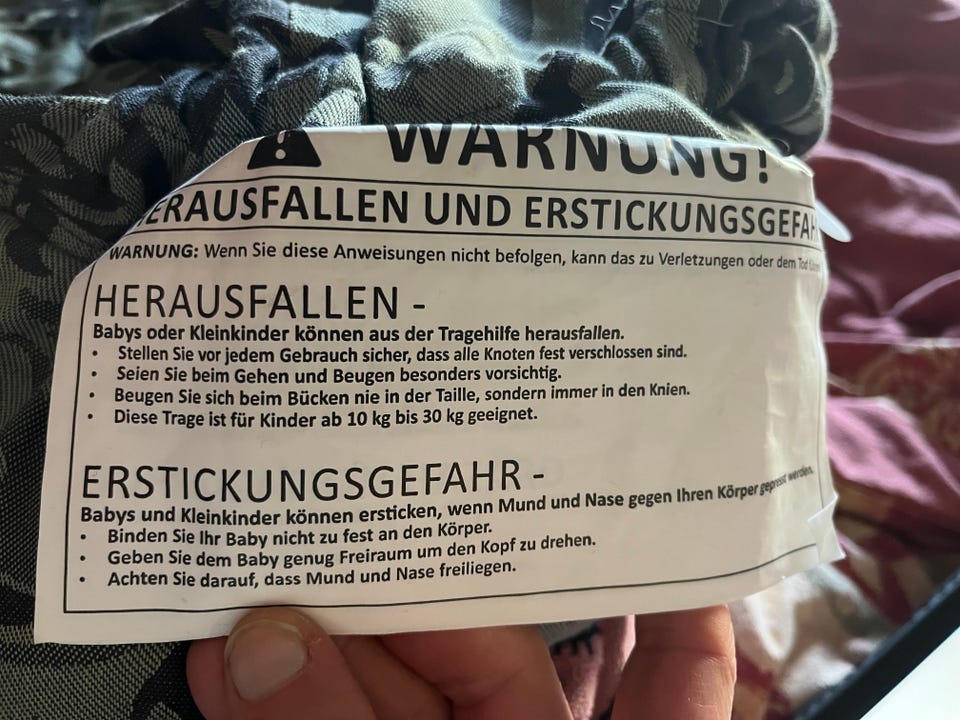 WARNUNG!
HERAUSFALLEN UND ERSTICKUNGSGEFAHR
WARNUNG: Wenn Sie diese Anweisungen nicht befolgen, kann das zu Verletzungen oder dem Tod führen
HERAUSFALLEN -
Babys oder Kleinkinder können aus der Tragehilfe herausfallen.
• Stellen Sie vor jedem Gebrauch sicher, dass alle Knoten fest verschlossen sind.
• Seien Sie beim Gehen und Beugen besonders vorsichtig.
• Beugen Sie sich beim Bücken nie in der Taille, sondern immer in den Knien.
• Diese Trage ist für Kinder ab 10 kg bis 30 kg geeignet.
ERSTICKUNGSGEFAHR -
Babys und Kleinkinder können ersticken, wenn Mund und Nase gegen Ihren Körper gepresst werden.
• Binden Sie Ihr Baby nicht zu fest an den Körper.
• Geben Sie dem Baby genug Freiraum um den Kopf zu drehen.
• Achten Sie darauf, dass Mund und Nase freiliegen.